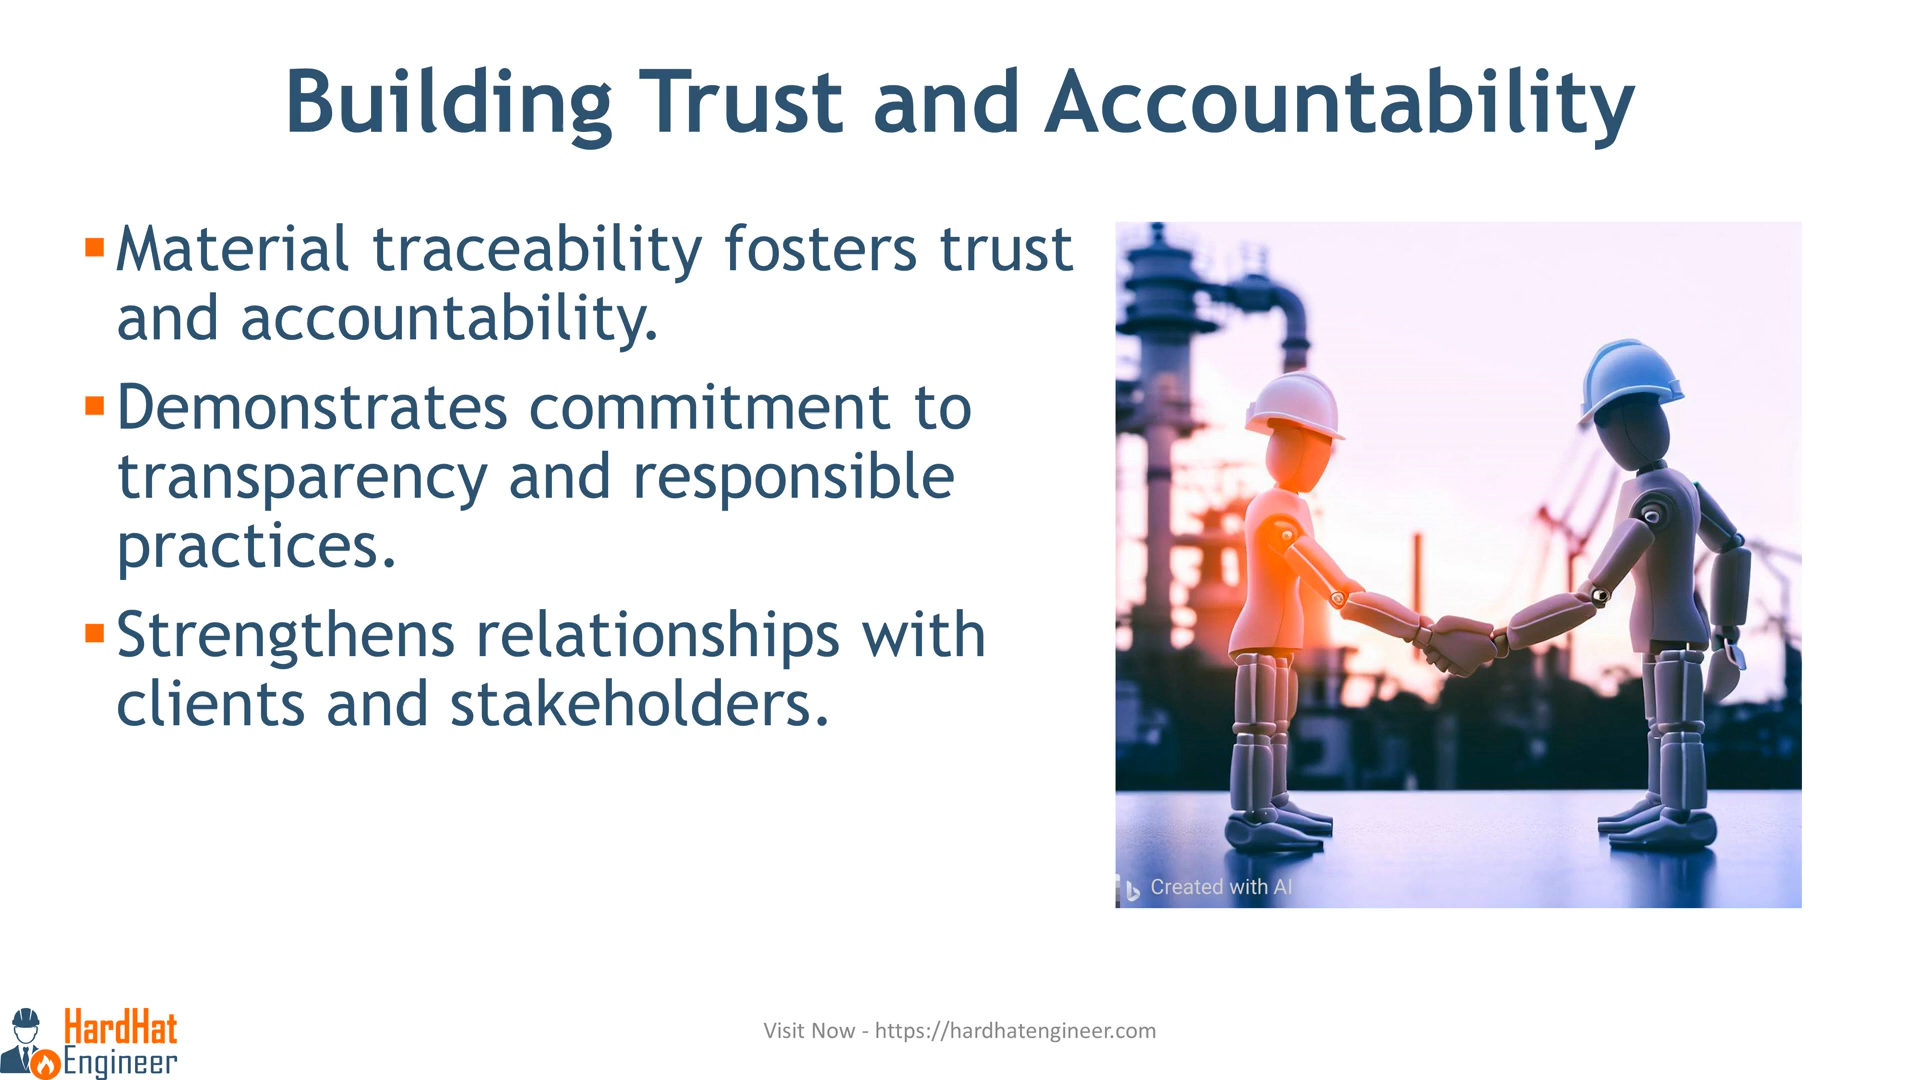 Building Trust and Accountability
Material traceability fosters trust
and accountability.
Demonstrates commitment to
transparency and responsible
practices.
Strengthens relationships with
clients and stakeholders.
Created with AI
HardHat
Engineer
Visit Now - https://hardhatengineer.com